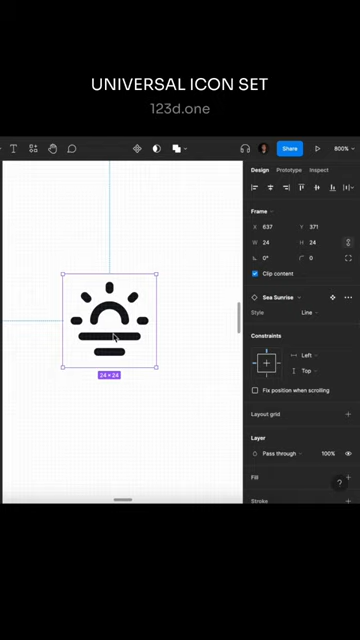 UNIVERSAL ICON SET
123d.one
Share
800%
Design Prototype Inspect
Frame
X 637 Y 371
W 24 H 24
0° 0
Clip content
Sea Sunrise
Style Line
Constraints
Left
Top
Fix position when scrolling
24 × 24
Layout grid
Layer
Pass through 100%
Fill
?
Stroke